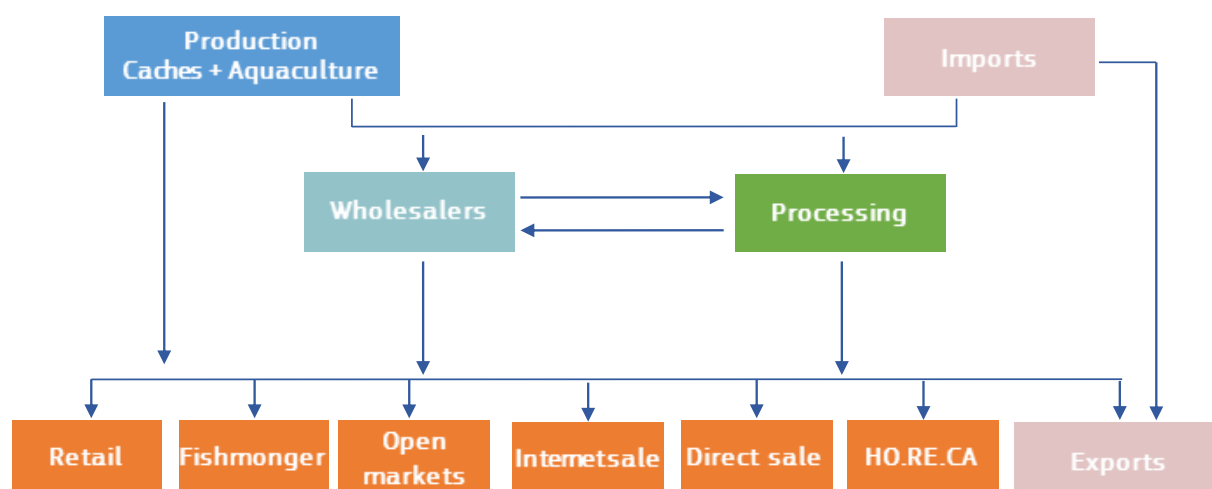 Production
Caches + Aquaculture
Imports
Wholesalers
Processing
Retail
Fishmonger
Open
markets
Internetsale
Direct sale
HO.RE.CA
Exports